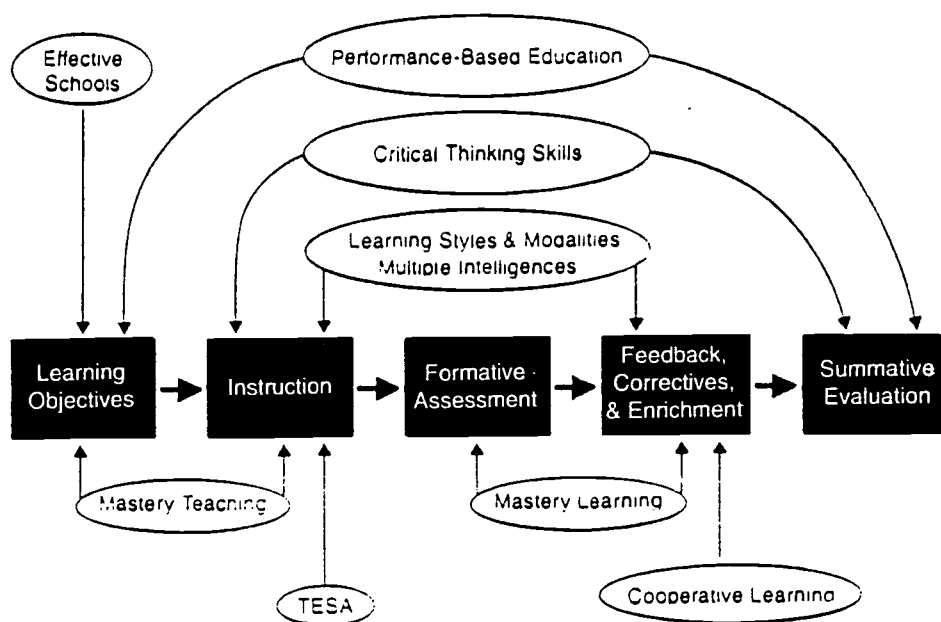 Effective
Schools
Performance-Based Education
Critical Thinking Skills
Learning Styles & Modalities
Multiple Intelligences
Learning
Objectives
Instruction
Formative
Assessment
Feedback,
Correctives,
& Enrichment
Summative
Evaluation
Mastery Teaching
Mastery Learning
TESA
Cooperative Learning